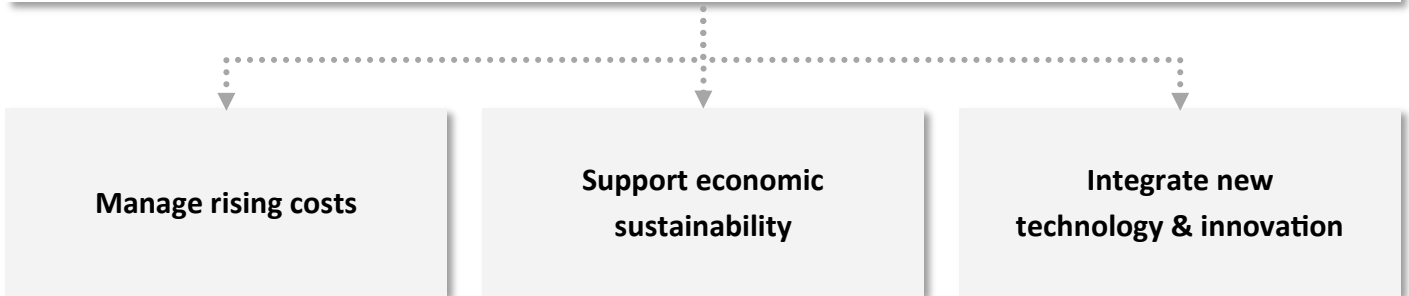 Manage rising costs
Support economic
sustainability
Integrate new
technology & innovation